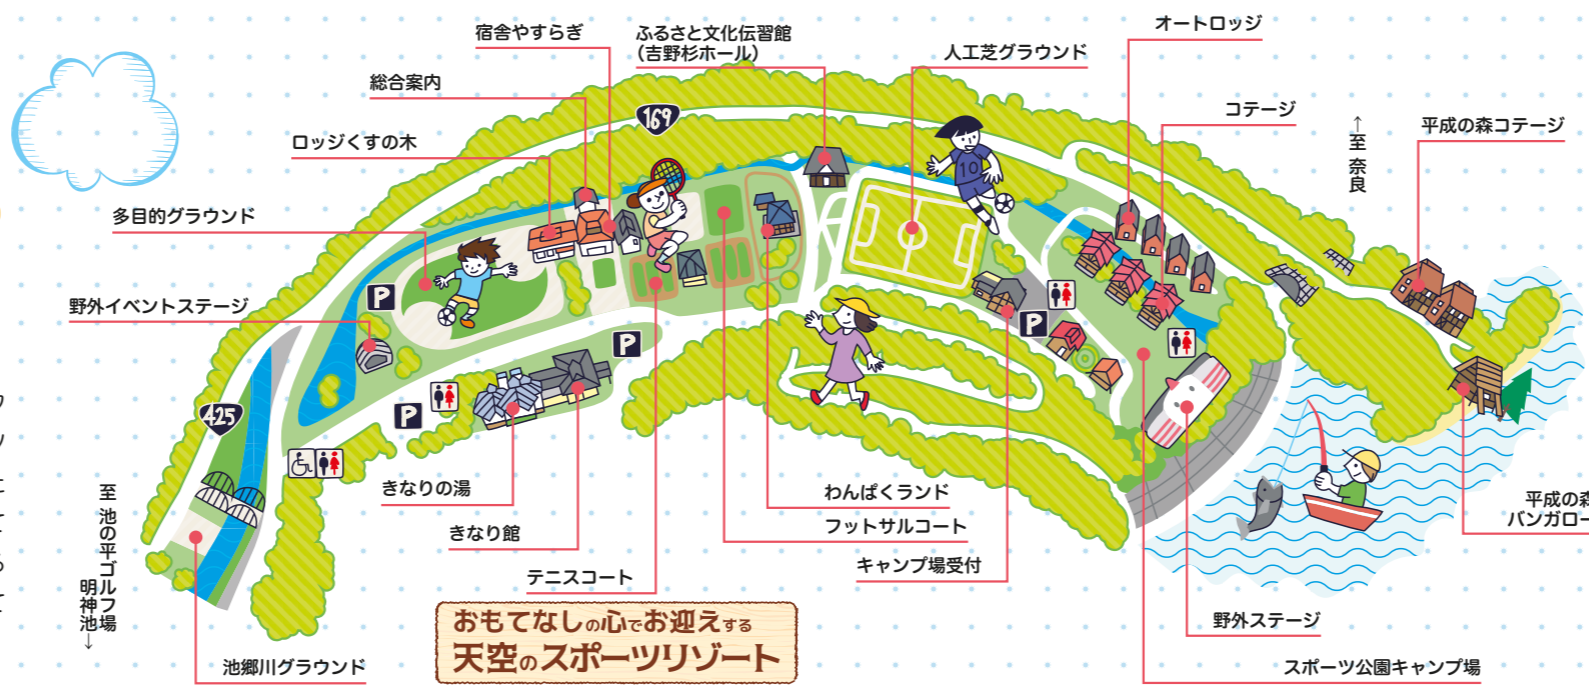 オートロッジ
宿舎やすらぎ
ふるさと文化伝習館
(吉野杉ホール)
人工芝グラウンド
総合案内
コテージ
平成の森コテージ
ロッジくすの木
169
←至 奈良
10
多目的グラウンド
野外イベントステージ
P
P
P
P
425
きなりの湯
きなり館
テニスコート
わんぱくランド
フットサルコート
キャンプ場受付
平成の森
至 池の平ゴルフ場
明神池→
おもてなしの心でお迎えする
天空のスポーツリゾート
野外ステージ
池郷川グラウンド
スポーツ公園キャンプ場